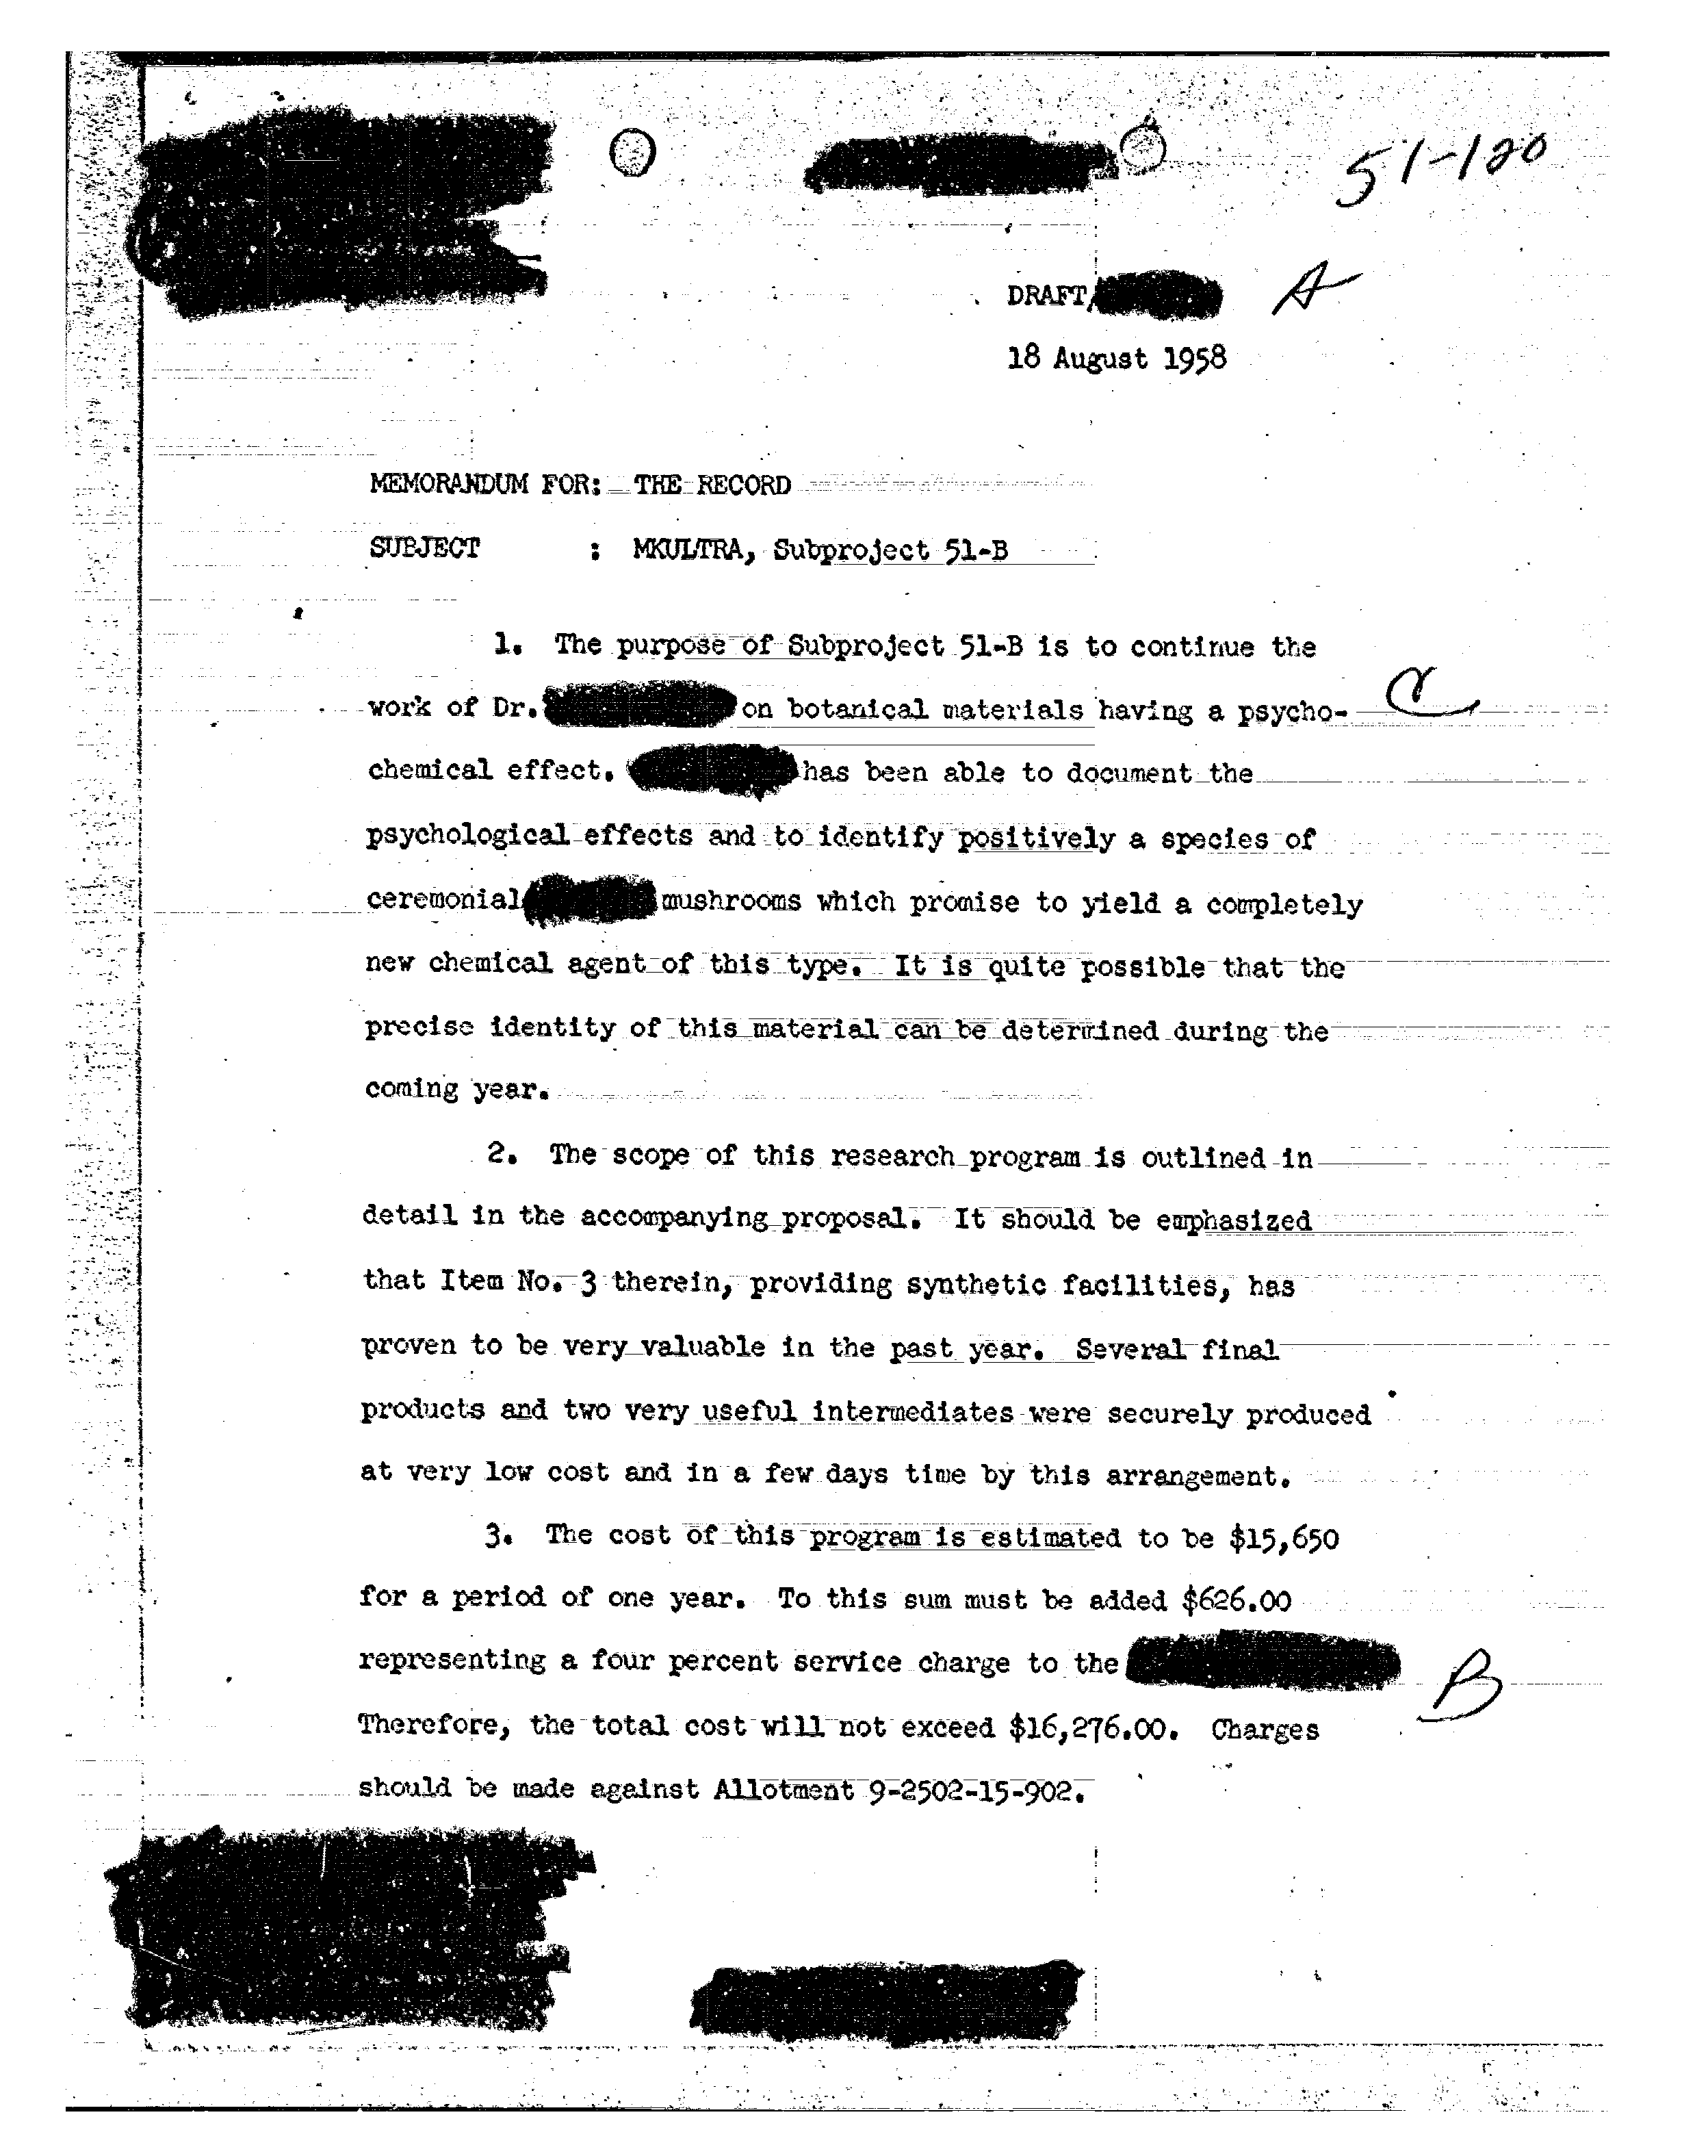 51-120
DRAFT/ A
18 August 1958
MEMORANDUM FOR: THE RECORD
SUBJECT : MKULTRA, Subproject 51-B
1. The purpose of Subproject 51-B is to continue the
work of Dr. on botanical materials having a psycho- C
chemical effect. has been able to document the
psychological effects and to identify positively a species of
ceremonial mushrooms which promise to yield a completely
new chemical agent of this type. It is quite possible that the
precise identity of this material can be determined during the
coming year.
2. The scope of this research program is outlined in
detail in the accompanying proposal. It should be emphasized
that Item No. 3 therein, providing synthetic facilities, has
proven to be very valuable in the past year. Several final
products and two very useful intermediates were securely produced
at very low cost and in a few days time by this arrangement.
3. The cost of this program is estimated to be $15,650
for a period of one year. To this sum must be added $626.00
representing a four percent service charge to the B
Therefore, the total cost will not exceed $16,276.00. Charges
should be made against Allotment 9-2502-15-902.